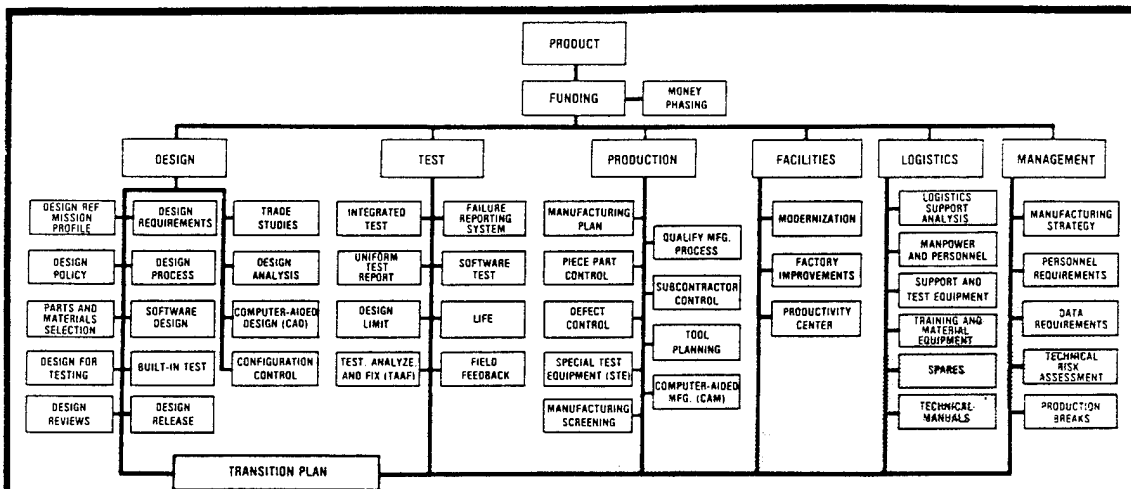 PRODUCT
FUNDING
MONEY
PHASING
DESIGN
TEST
PRODUCTION
FACILITIES
LOGISTICS
MANAGEMENT
DESIGN REF
MISSION
PROFILE
DESIGN
REQUIREMENTS
TRADE
STUDIES
DESIGN
POLICY
DESIGN
PROCESS
DESIGN
ANALYSIS
PARTS AND
MATERIALS
SELECTION
SOFTWARE
DESIGN
COMPUTER-AIDED
DESIGN (CAD)
DESIGN FOR
TESTING
BUILT-IN TEST
CONFIGURATION
CONTROL
DESIGN
REVIEWS
DESIGN
RELEASE
INTEGRATED
TEST
FAILURE
REPORTING
SYSTEM
UNIFORM
TEST
REPORT
SOFTWARE
TEST
DESIGN
LIMIT
LIFE
TEST. ANALYZE.
AND FIX (TAAF)
FIELD
FEEDBACK
MANUFACTURING
PLAN
QUALIFY MFG.
PROCESS
PIECE PART
CONTROL
SUBCONTRACTOR
CONTROL
DEFECT
CONTROL
TOOL
PLANNING
SPECIAL TEST
EQUIPMENT (STE)
COMPUTER-AIDED
MFG. (CAM)
MANUFACTURING
SCREENING
MODERNIZATION
FACTORY
IMPROVEMENTS
PRODUCTIVITY
CENTER
LOGISTICS
SUPPORT
ANALYSIS
MANPOWER
AND PERSONNEL
SUPPORT AND
TEST EQUIPMENT
TRAINING AND
MATERIAL
EQUIPMENT
SPARES
TECHNICAL-
MANUALS
MANUFACTURING
STRATEGY
PERSONNEL
REQUIREMENTS
DATA
REQUIREMENTS
TECHNICAL
RISK
ASSESSMENT
PRODUCTION
BREAKS
TRANSITION PLAN